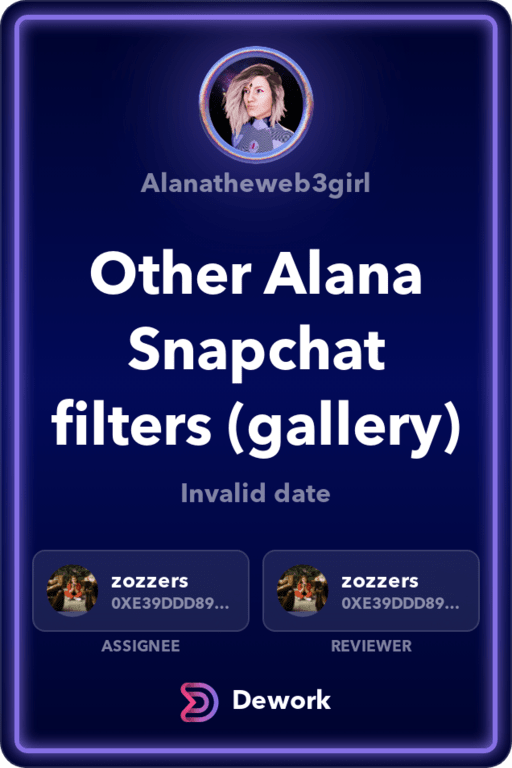 Alanatheweb3girl
Other Alana
Snapchat
filters (gallery)
Invalid date
zozzers
0XE39DDD89...
zozzers
0XE39DDD89...
ASSIGNEE
REVIEWER
Dework